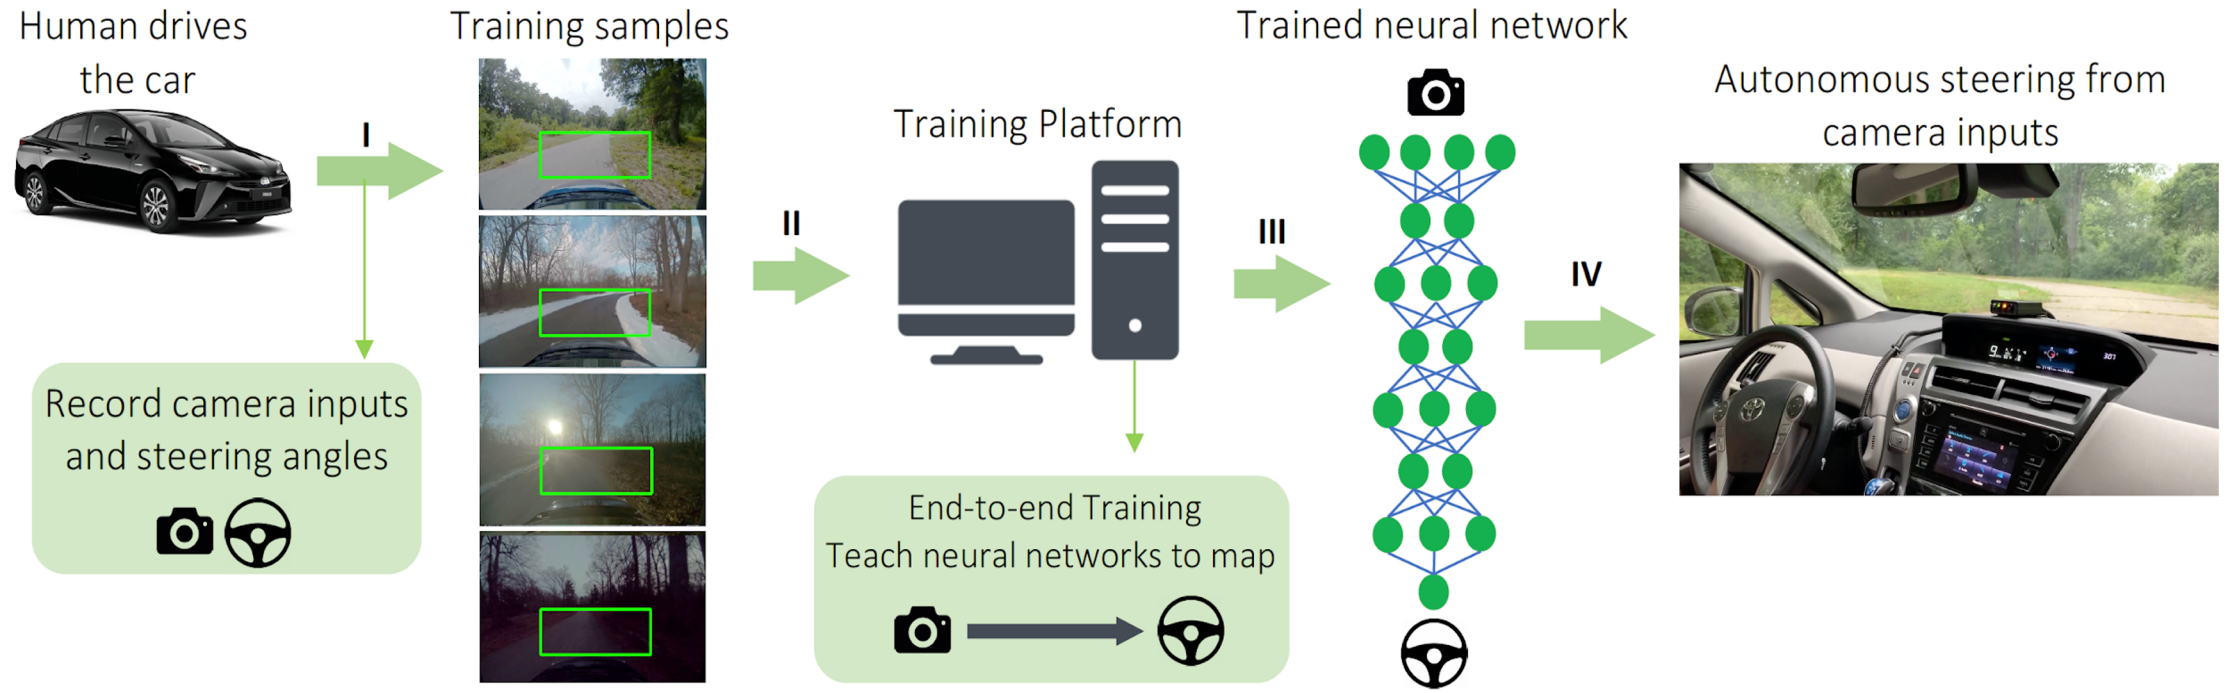 Human drives
the car
I
Record camera inputs
and steering angles
Training samples
II
Training Platform
End-to-end Training
Teach neural networks to map
III
Trained neural network
IV
Autonomous steering from
camera inputs